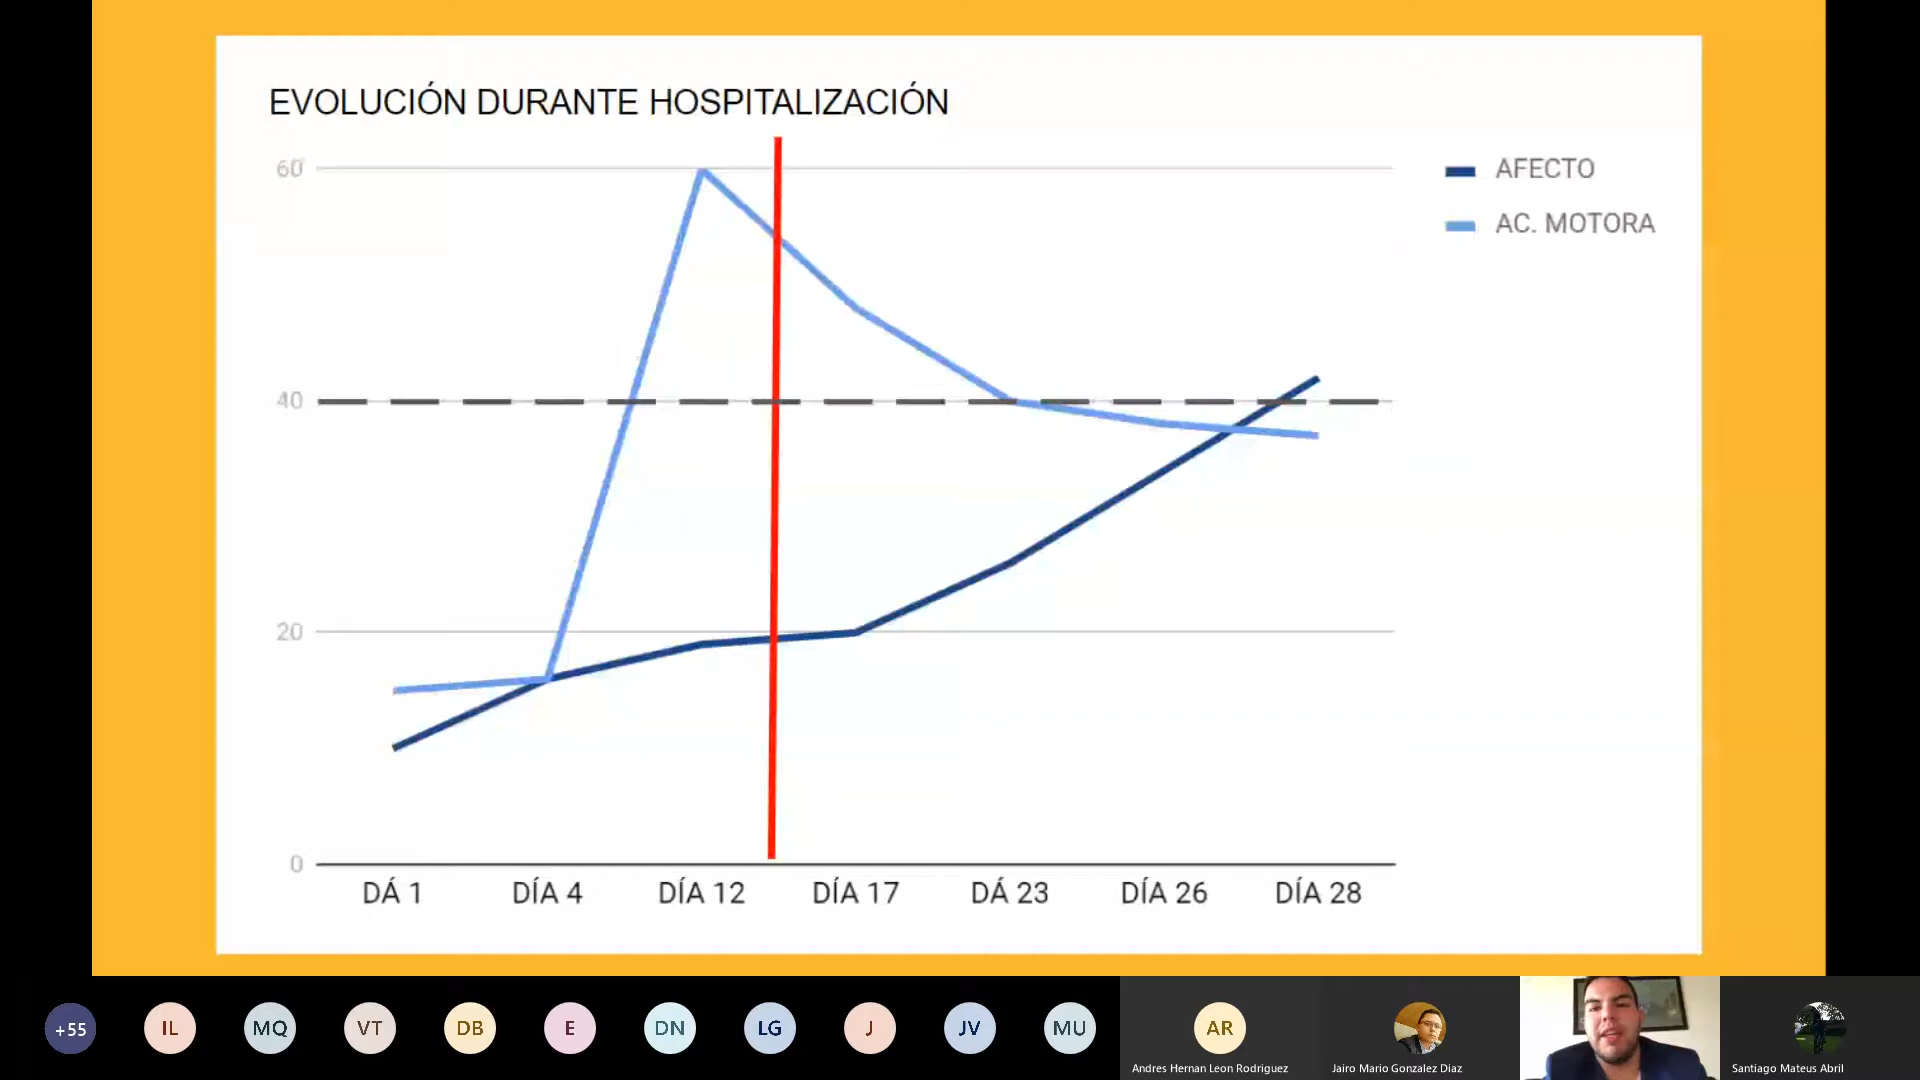 EVOLUCIÓN DURANTE HOSPITALIZACIÓN
60
AFECTO
AC. MOTORA
40
20
0
DÁ 1 DÍA 4 DÍA 12 DÍA 17 DÁ 23 DÍA 26 DÍA 28
+55 IL MQ VT DB E DN LG J JV MU AR
Andres Hernan Leon Rodriguez Jairo Mario Gonzalez Diaz Santiago Mateus Abril